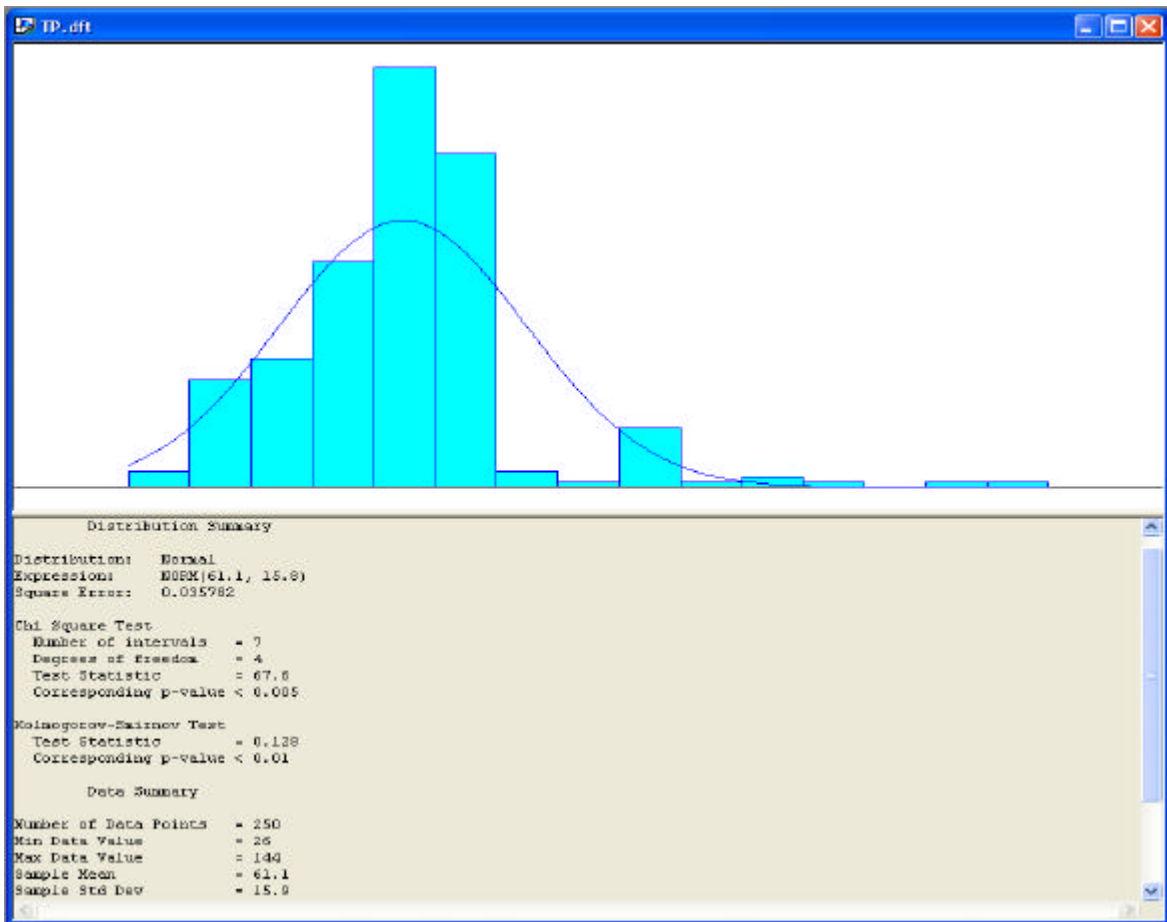 TP.dft
Distribution Summary
Distribution: Normal
Expression: NORM(61.1, 15.8)
Square Error: 0.035782
Chi Square Test
Number of intervals = 7
Degrees of freedom = 4
Test Statistic = 67.6
Corresponding p-value < 0.005
Kolmogorov-Smirnov Test
Test Statistic = 0.128
Corresponding p-value < 0.01
Data Summary
Number of Data Points = 250
Min Data Value = 26
Max Data Value = 144
Sample Mean = 61.1
Sample Std Dev = 15.9